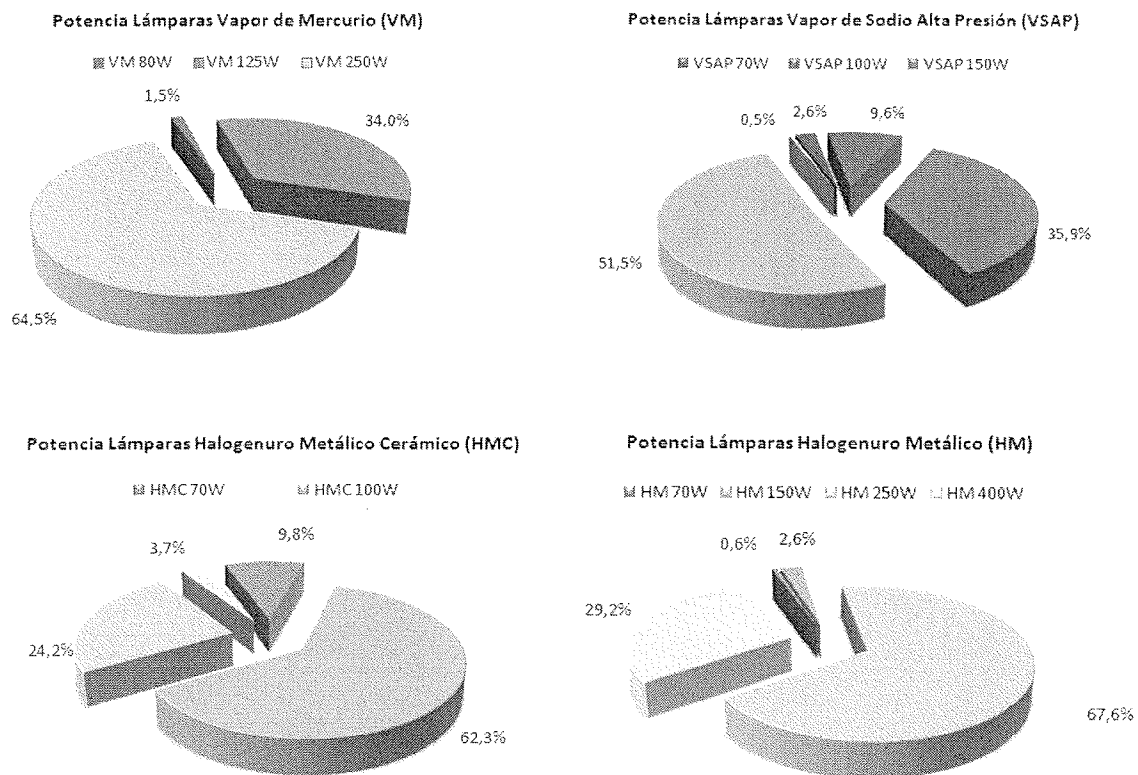 Potencia Lámparas Vapor de Mercurio (VM)
VM 80W VM 125W VM 250W
1,5%
34.0%
64,5%
Potencia Lámparas Vapor de Sodio Alta Presión (VSAP)
VSAP 70W VSAP 100W VSAP 150W
0,5%
2,6%
9,6%
35,9%
51,5%
Potencia Lámparas Halogenuro Metálico Cerámico (HMC)
HMC 70W HMC 100W
3,7%
9,8%
24,2%
62,3%
Potencia Lámparas Halogenuro Metálico (HM)
HM 70W HM 150W HM 250W HM 400W
0,6%
2,6%
29,2%
67,6%